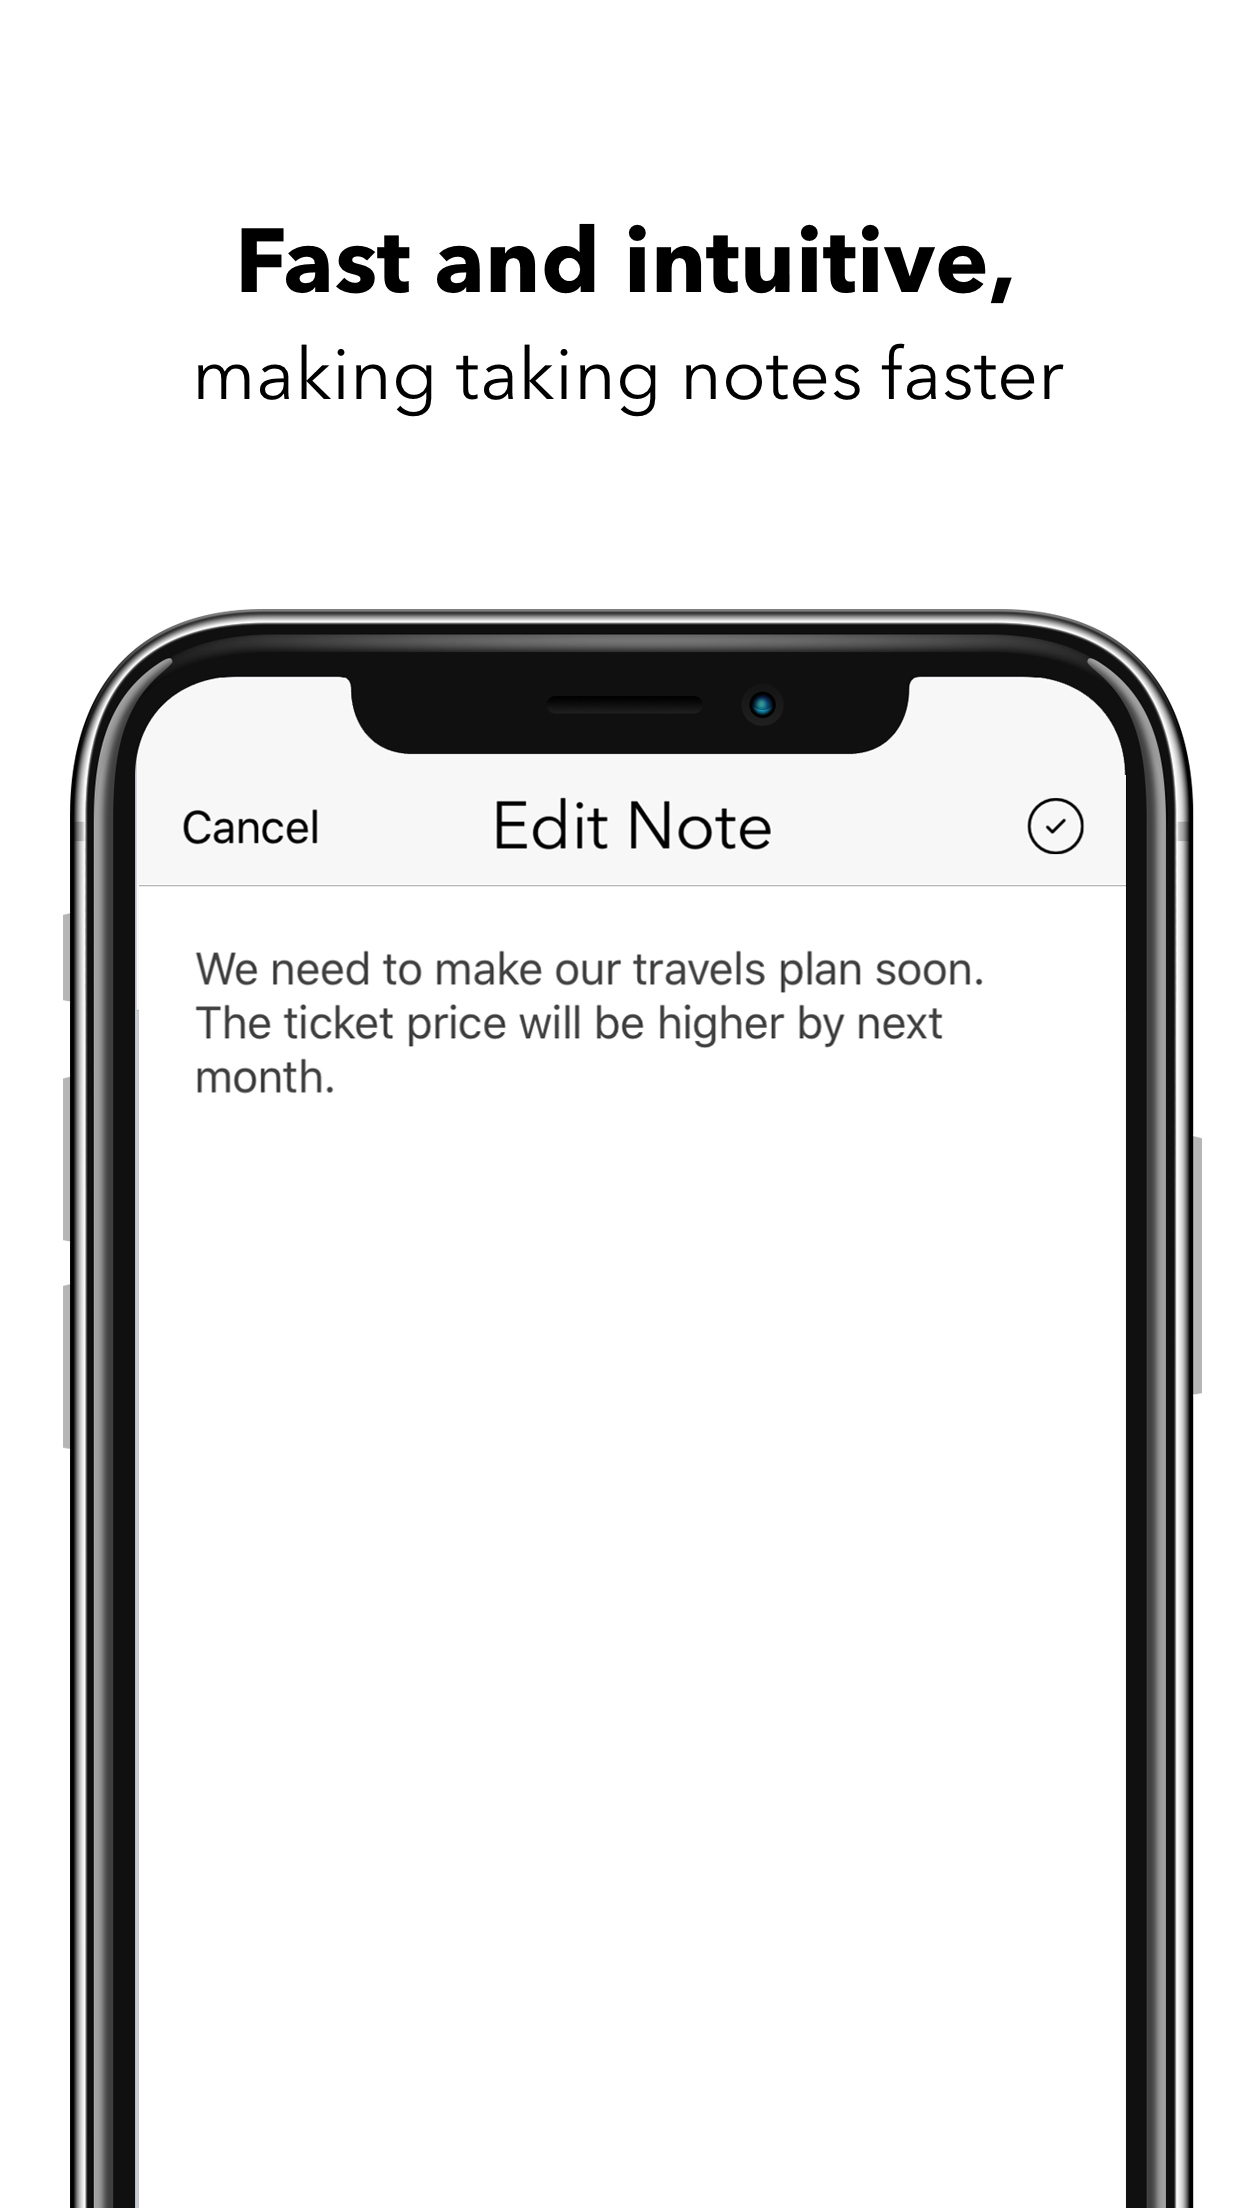 Fast and intuitive,
making taking notes faster
Cancel
Edit Note
We need to make our travels plan soon.
The ticket price will be higher by next
month.